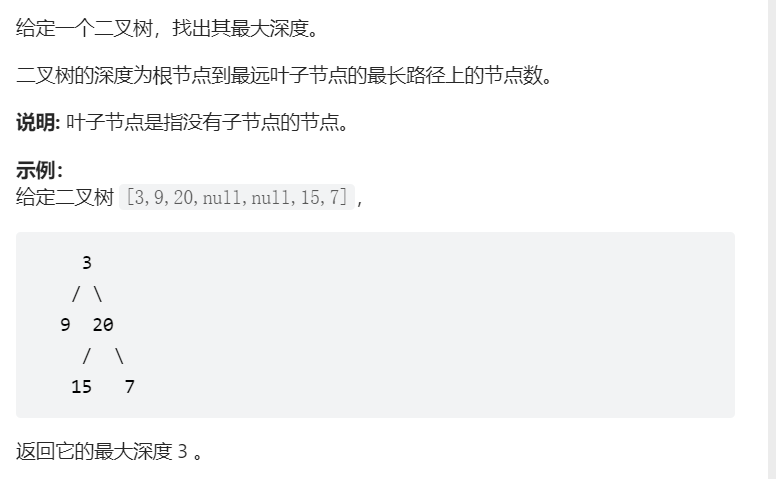 给定一个二叉树，找出其最大深度。
二叉树的深度为根节点到最远叶子节点的最长路径上的节点数。
说明: 叶子节点是指没有子节点的节点。
示例：
给定二叉树 [3,9,20,null,null,15,7]，
3
/ \
9 20
/ \
15 7
返回它的最大深度 3 。